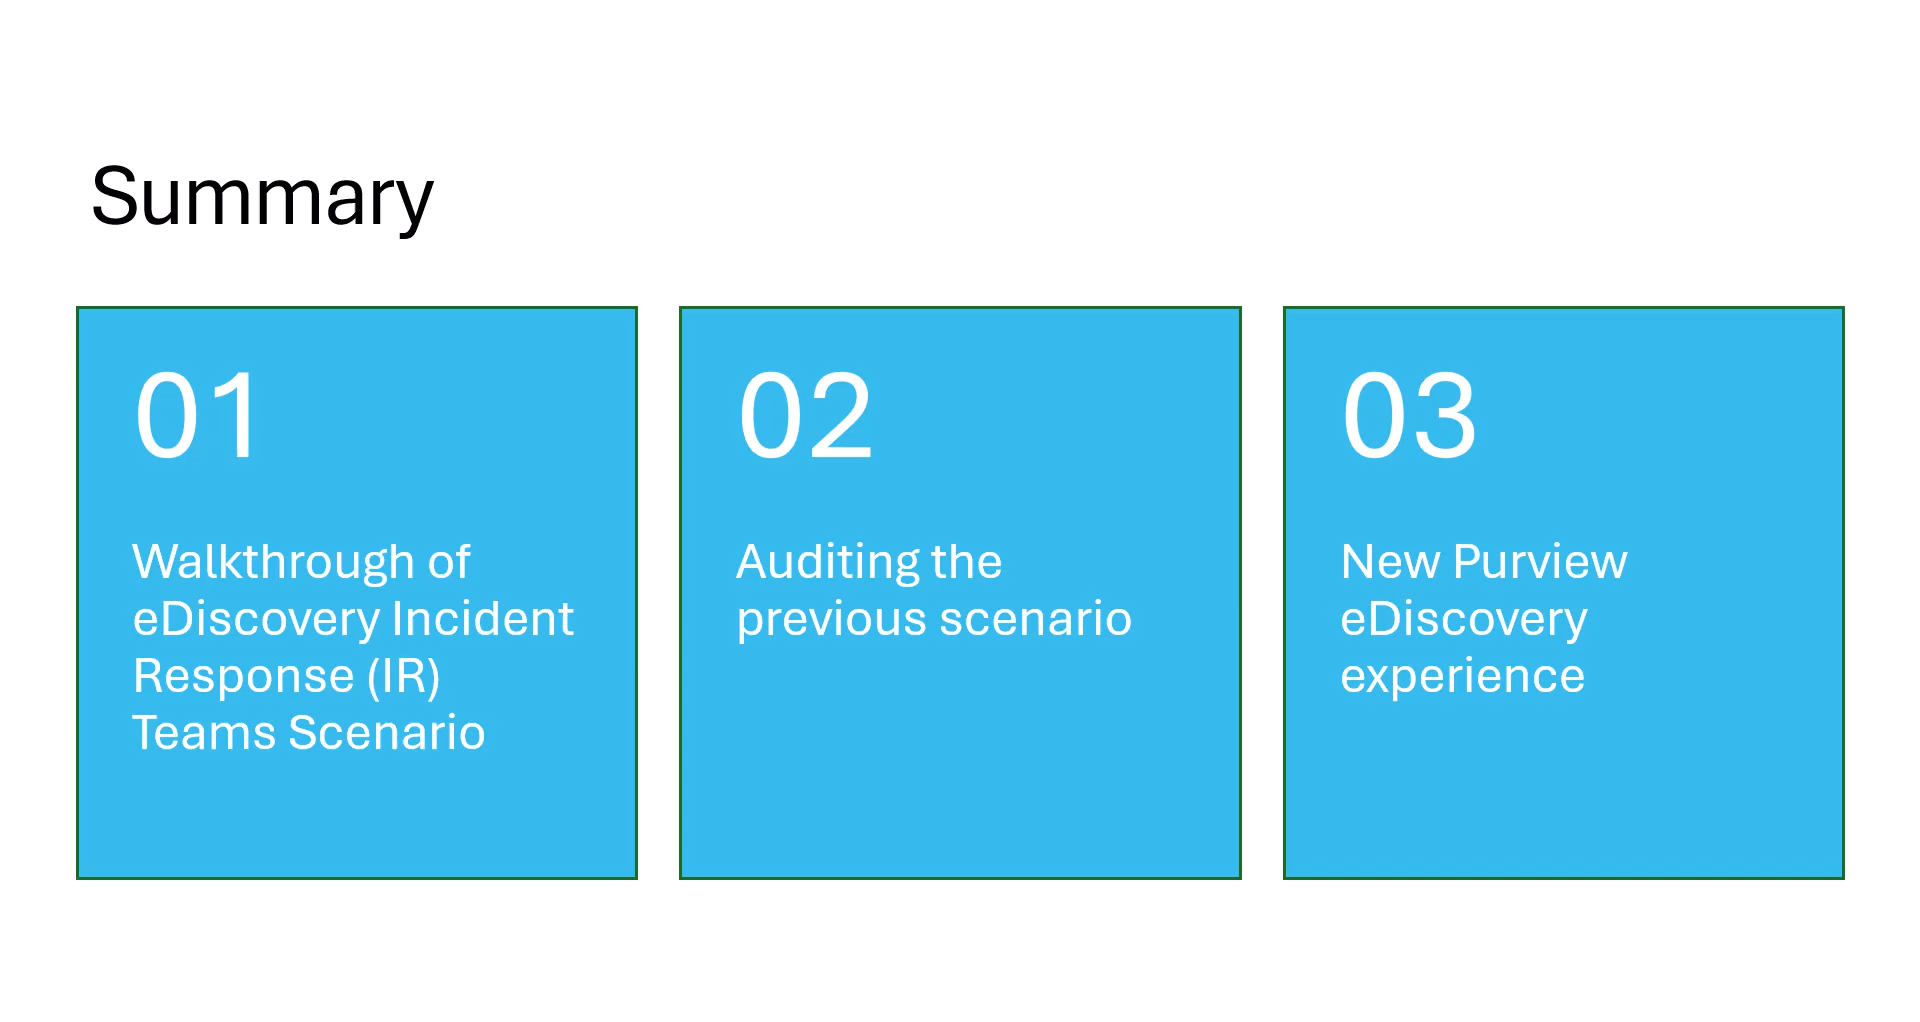 Summary
01
Walkthrough of
eDiscovery Incident
Response (IR)
Teams Scenario
02
Auditing the
previous scenario
03
New Purview
eDiscovery
experience